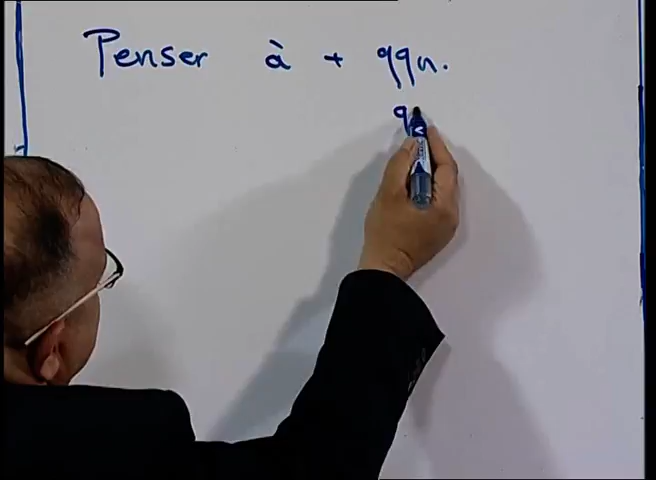 Penser à + qqn.
q